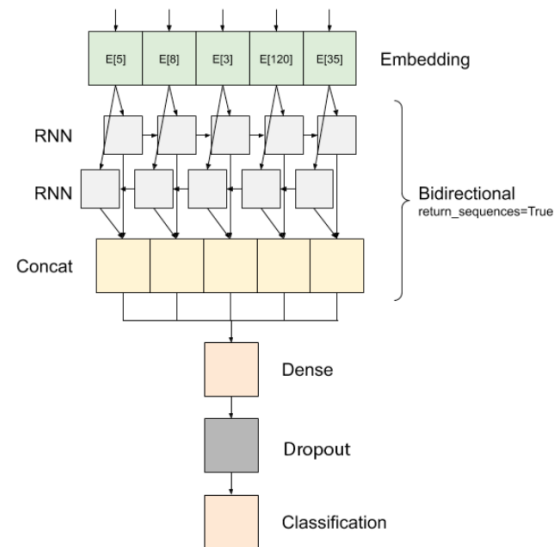 E[5] E[8] E[3] E[120] E[35] Embedding
RNN
RNN
Bidirectional
return_sequences=True
Concat
Dense
Dropout
Classification